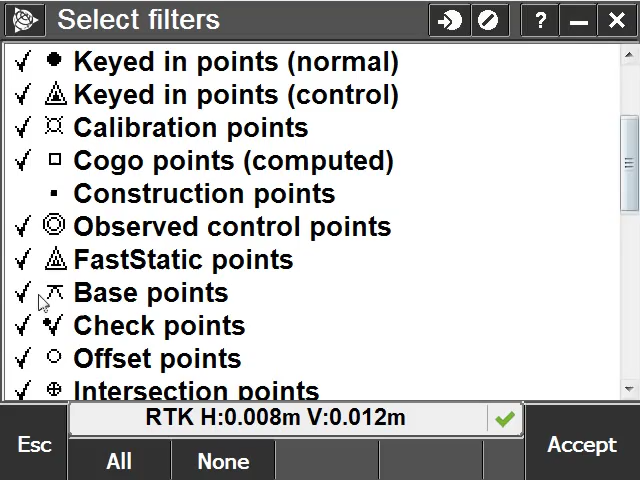 Select filters
?
Keyed in points (normal)
Keyed in points (control)
Calibration points
Cogo points (computed)
Construction points
Observed control points
FastStatic points
Base points
Check points
Offset points
Intersection points
RTK H:0.008m V:0.012m
Esc
All
None
Accept